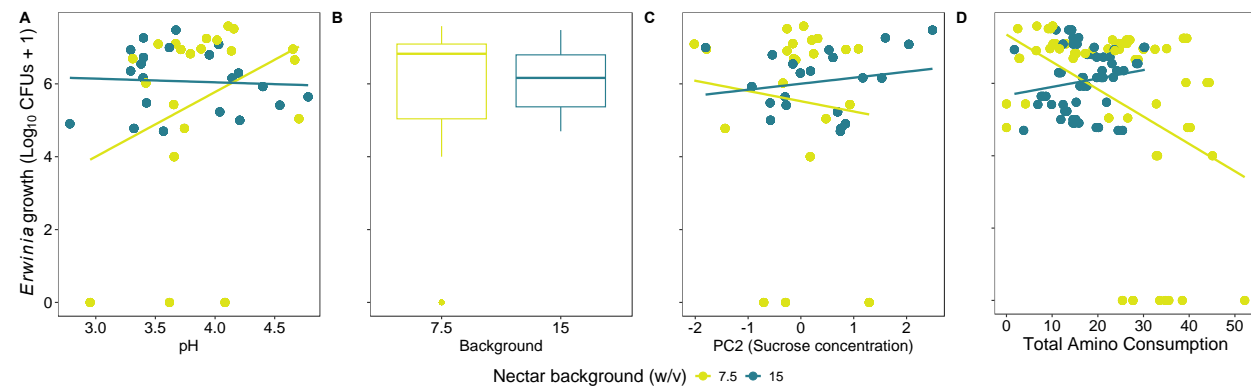 A
B
C
D
Erwinia growth (Log₁₀ CFUs + 1)
6
4
2
0
3.0 3.5 4.0 4.5
pH
7.5 15
Background
-2 -1 0 1 2
PC2 (Sucrose concentration)
0 10 20 30 40 50
Total Amino Consumption
Nectar background (w/v) 7.5 15